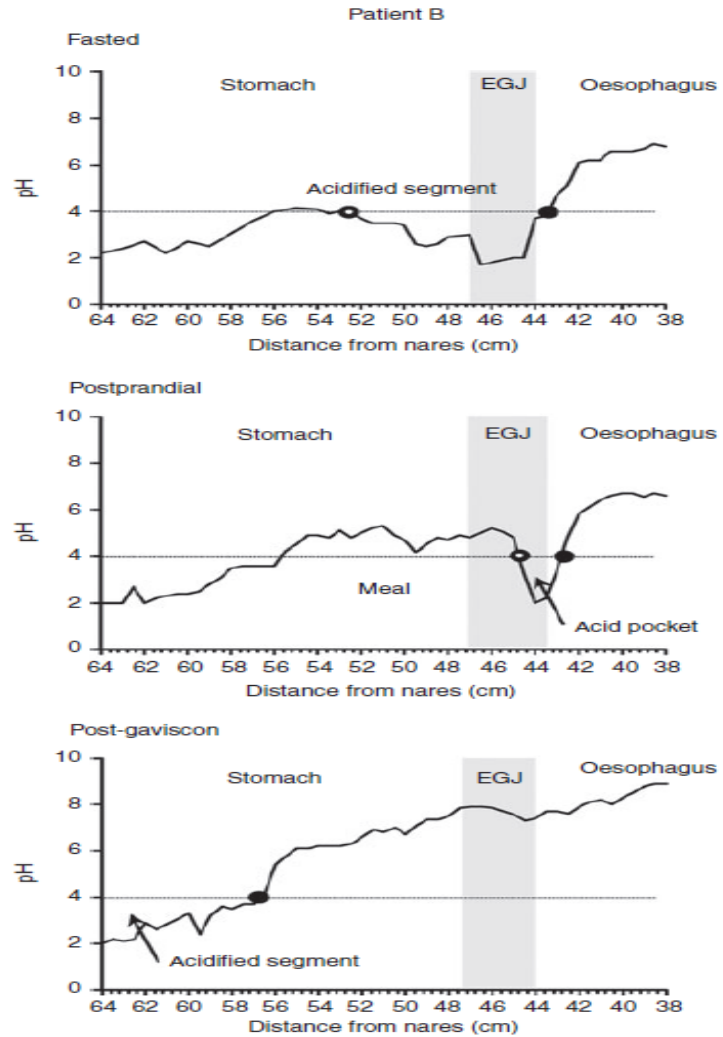 Patient B
Fasted
10
Stomach
EGJ
Oesophagus
8
6
pH
Acidified segment
4
2
0
64 62 60 58 56 54 52 50 48 46 44 42 40 38
Distance from nares (cm)
Postprandial
10
Stomach
EGJ
Oesophagus
8
6
pH
4
Meal
2
Acid pocket
0
64 62 60 58 56 54 52 50 48 46 44 42 40 38
Distance from nares (cm)
Post-gaviscon
10
Stomach
EGJ
Oesophagus
8
6
pH
4
2
Acidified segment
0
64 62 60 58 56 54 52 50 48 46 44 42 40 38
Distance from nares (cm)